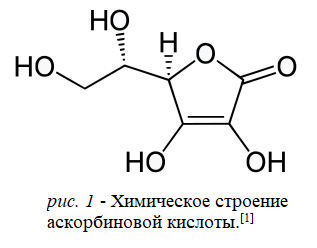 HO
H
O
HO
O
HO
OH
рис. 1 - Химическое строение
аскорбиновой кислоты.[1]